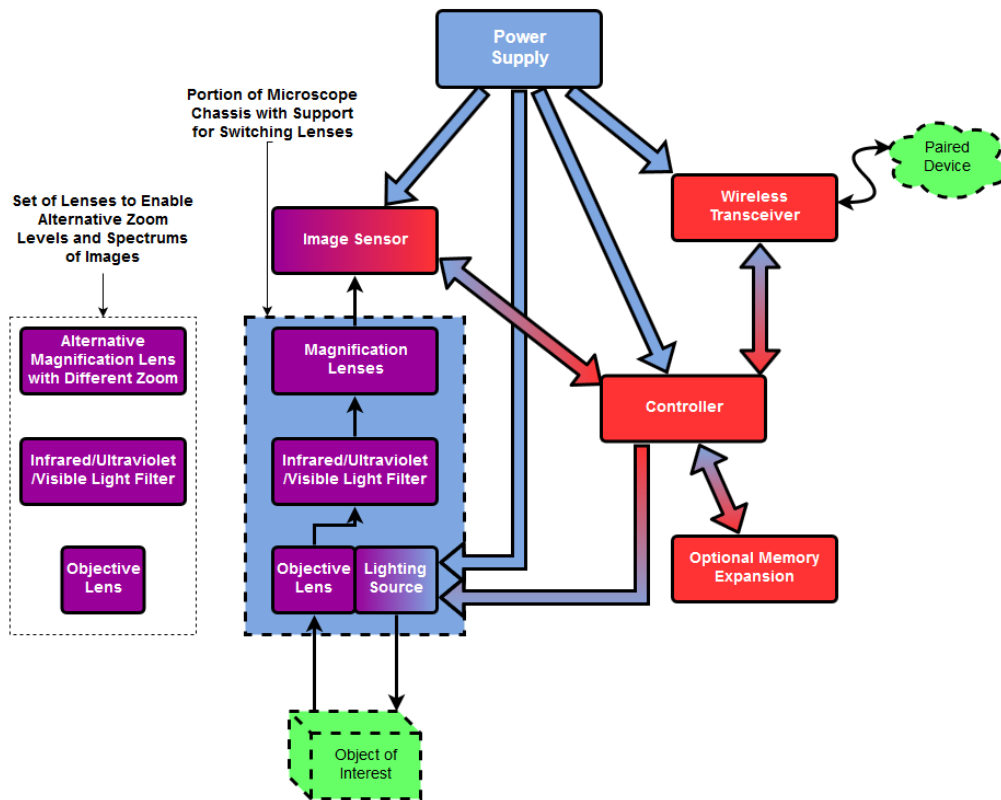 Power
Supply
Portion of Microscope
Chassis with Support
for Switching Lenses
Paired
Device
Wireless
Transceiver
Set of Lenses to Enable
Alternative Zoom
Levels and Spectrums
of Images
Image Sensor
Alternative
Magnification Lens
with Different Zoom
Magnification
Lenses
Controller
Infrared/Ultraviolet
/Visible Light Filter
Infrared/Ultraviolet
/Visible Light Filter
Objective
Lens
Objective
Lens
Lighting
Source
Optional Memory
Expansion
Object of
Interest